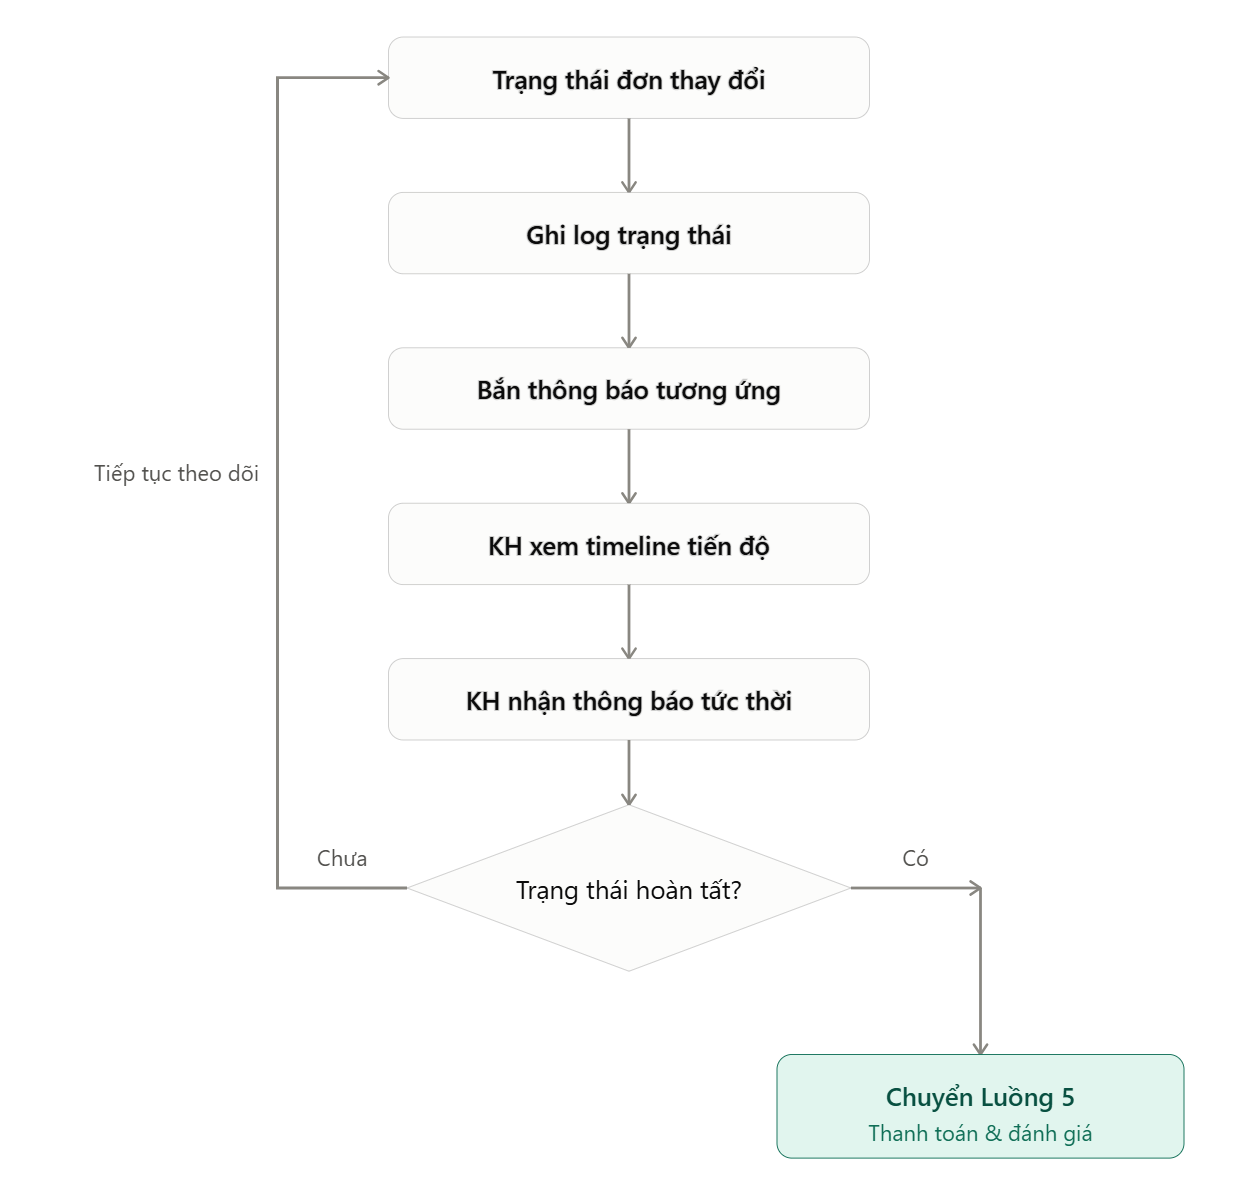 Trạng thái đơn thay đổi
Ghi log trạng thái
Bắn thông báo tương ứng
Tiếp tục theo dõi
KH xem timeline tiến độ
KH nhận thông báo tức thời
Chưa
Có
Trạng thái hoàn tất?
Chuyển Luồng 5
Thanh toán & đánh giá